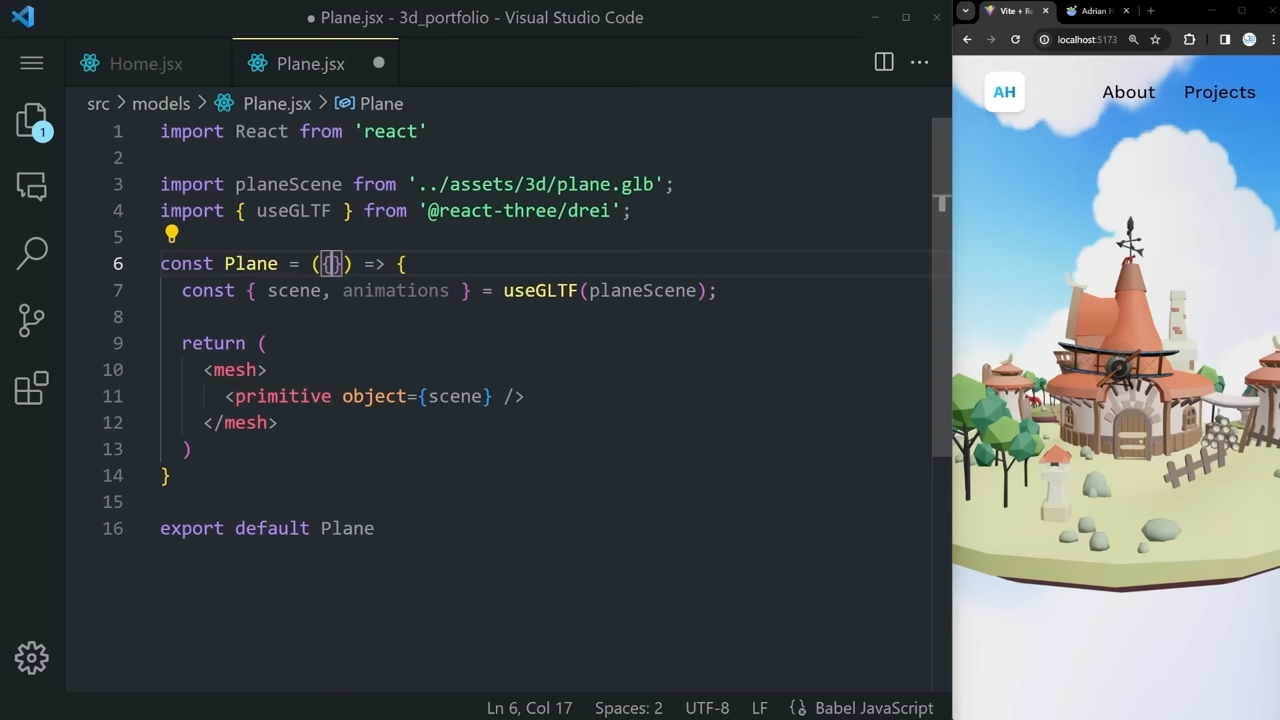 ● Plane.jsx - 3d_portfolio - Visual Studio Code
Home.jsx
Plane.jsx
src > models > Plane.jsx > Plane
1 import React from 'react'
2
3 import planeScene from '../assets/3d/plane.glb';
4 import { useGLTF } from '@react-three/drei';
5
6 const Plane = ({}) => {
7 const { scene, animations } = useGLTF(planeScene);
8
9 return (
10 <mesh>
11 <primitive object={scene} />
12 </mesh>
13 )
14 }
15
16 export default Plane
1
Ln 6, Col 17 Spaces: 2 UTF-8 LF Babel JavaScript
Vite + Re
Adrian H
localhost:5173
AH
About Projects